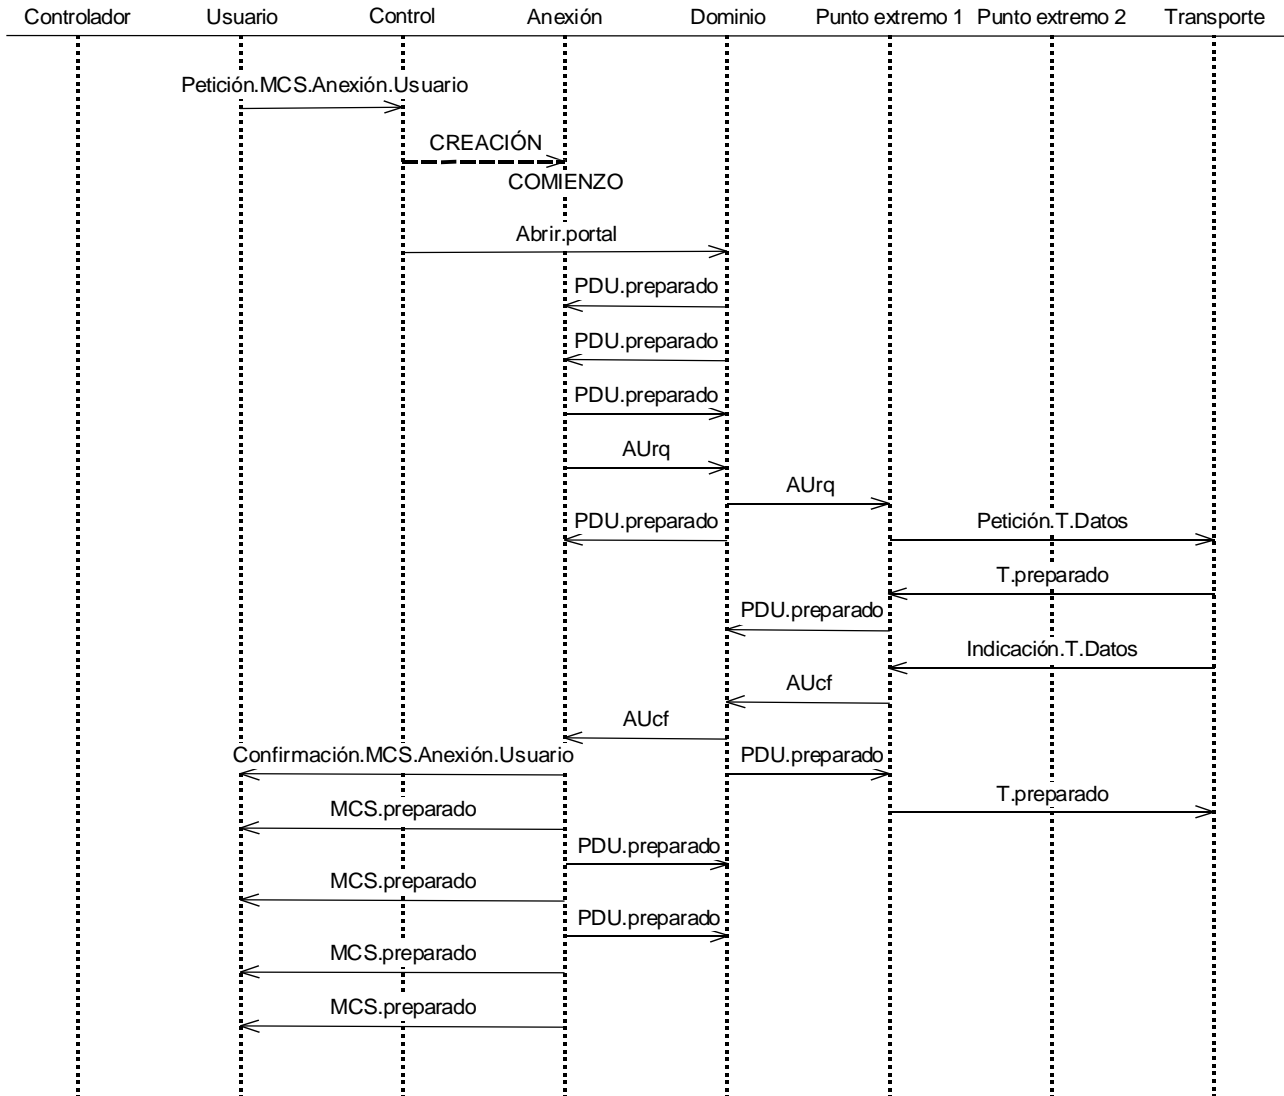 Controlador Usuario Control Anexión Dominio Punto extremo 1 Punto extremo 2 Transporte
Petición.MCS.Anexión.Usuario
CREACIÓN
COMIENZO
Abrir.portal
PDU.preparado
PDU.preparado
PDU.preparado
AUrq
AUrq
PDU.preparado Petición.T.Datos
T.preparado
PDU.preparado
Indicación.T.Datos
AUcf
AUcf
Confirmación.MCS.Anexión.Usuario PDU.preparado
T.preparado
MCS.preparado
PDU.preparado
MCS.preparado
PDU.preparado
MCS.preparado
MCS.preparado